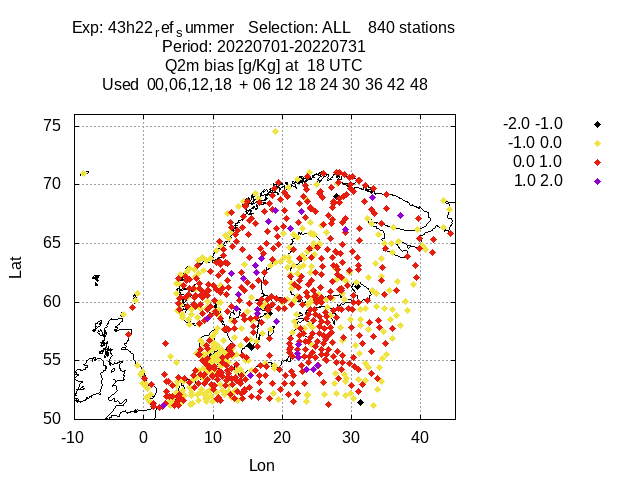 Exp: 43h22refsummer Selection: ALL 840 stations
Period: 20220701-20220731
Q2m bias [g/Kg] at 18 UTC
Used 00,06,12,18 + 06 12 18 24 30 36 42 48
-2.0 -1.0
-1.0 0.0
0.0 1.0
1.0 2.0
75
70
65
60
55
50
Lat
-10 0 10 20 30 40
Lon